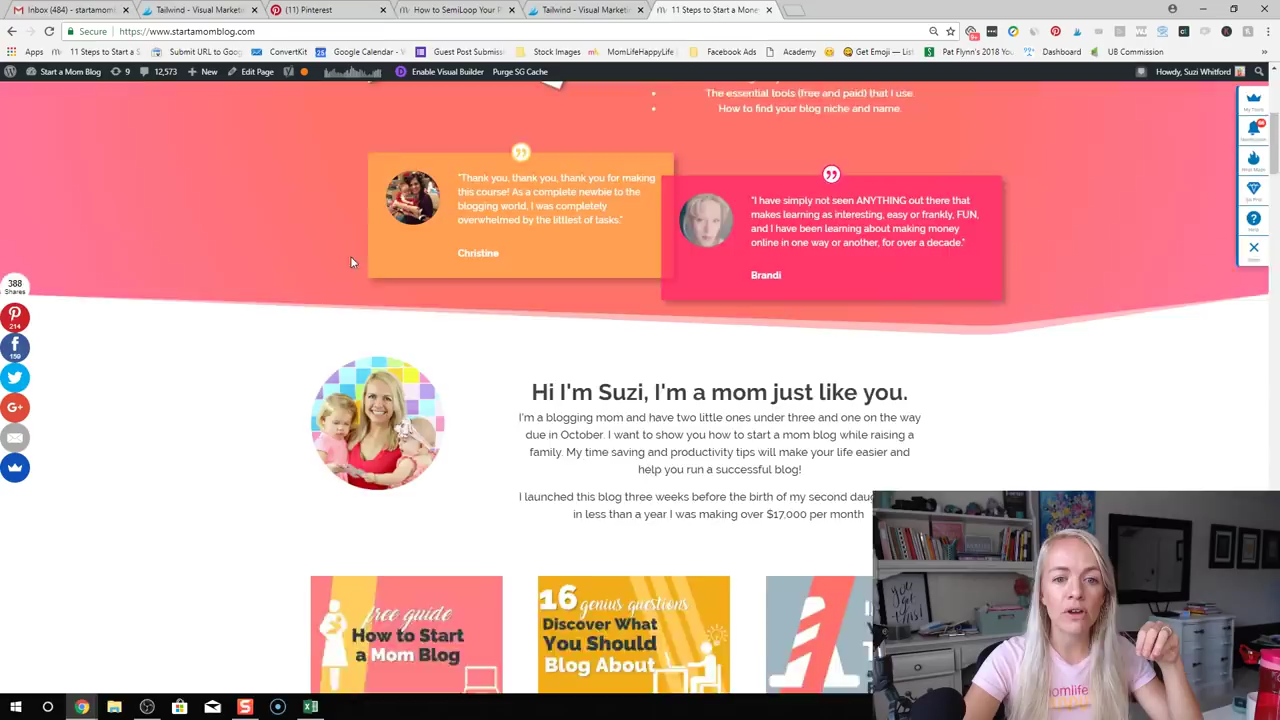 Inbox (484) - startamomb
Tailwind - Visual Marketin
(11) Pinterest
How to SemiLoop Your P
Tailwind - Visual Marketin
11 Steps to Start a Mone
Secure
https://www.startamomblog.com
Apps
11 Steps to Start a S
Submit URL to Goog
ConvertKit
Google Calendar - W
Guest Post Submissi
Stock Images
MomLifeHappyLife
Facebook Ads
Academy
Get Emoji — List
Pat Flynn's 2018 You
Dashboard
UB Commission
Start a Mom Blog
9
12,573
New
Edit Page
Enable Visual Builder
Purge SG Cache
Howdy, Suzi Whitford
The essential tools (free and paid) that I use.
How to find your blog niche and name.
"Thank you, thank you, thank you for making
this course! As a complete newbie to the
blogging world, I was completely
overwhelmed by the littlest of tasks."
Christine
"I have simply not seen ANYTHING out there that
makes learning as interesting, easy or frankly, FUN,
and I have been learning about making money
online in one way or another, for over a decade."
Brandi
388
Shares
214
159
Help
Hi I'm Suzi, I'm a mom just like you.
I'm a blogging mom and have two little ones under three and one on the way
due in October. I want to show you how to start a mom blog while raising a
family. My time saving and productivity tips will make your life easier and
help you run a successful blog!
I launched this blog three weeks before the birth of my second
in less than a year I was making over $17,000 per month
free guide
How to Start
a Mom Blog
16 genius questions
Discover What
You Should
Blog About
momlife